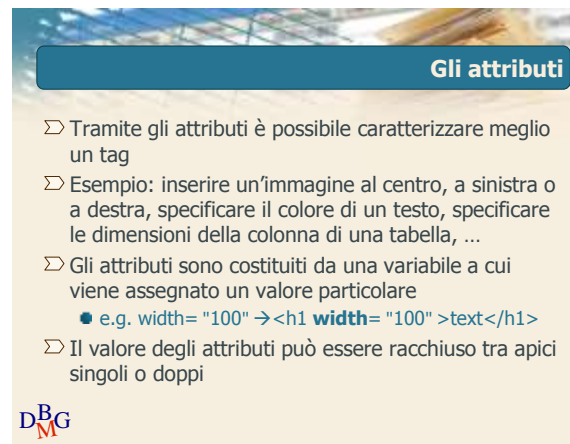 Gli attributi
Tramite gli attributi è possibile caratterizzare meglio
un tag
Esempio: inserire un'immagine al centro, a sinistra o
a destra, specificare il colore di un testo, specificare
le dimensioni della colonna di una tabella, …
Gli attributi sono costituiti da una variabile a cui
viene assegnato un valore particolare
e.g. width= "100" →<h1 width= "100" >text</h1>
Il valore degli attributi può essere racchiuso tra apici
singoli o doppi
DBMG